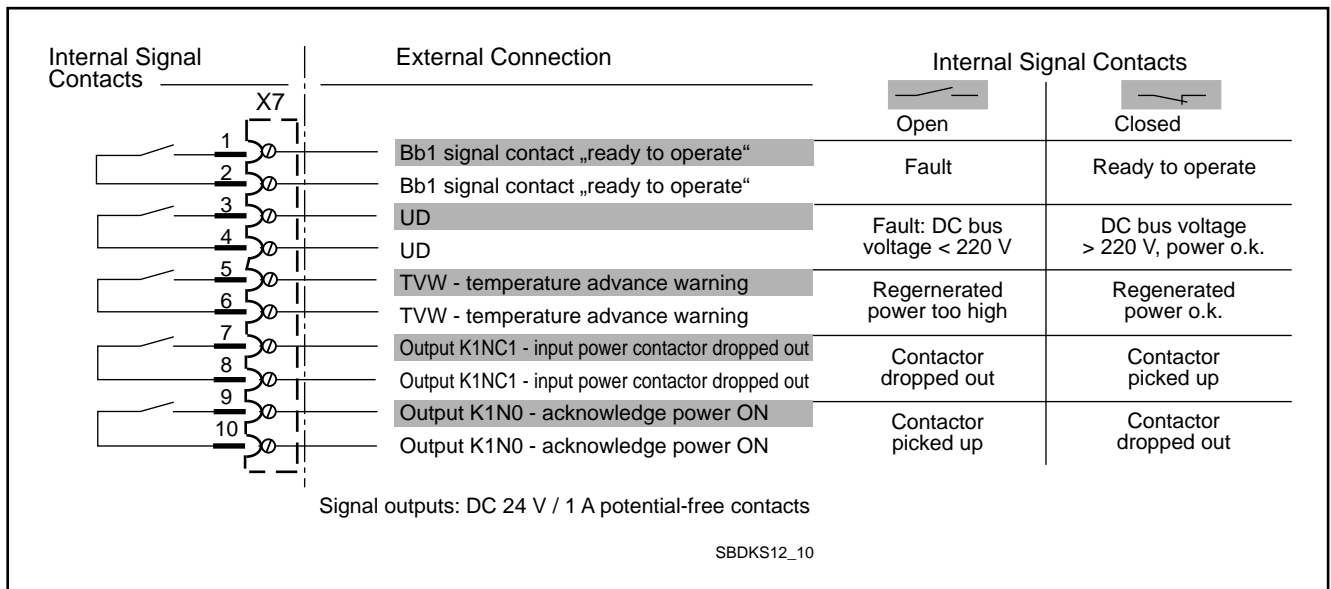 Internal Signal
Contacts
External Connection
Internal Signal Contacts
X7
Open
Closed
1
Bb1 signal contact „ready to operate“
2
Bb1 signal contact „ready to operate“
Fault
Ready to operate
3
UD
4
UD
Fault: DC bus
voltage < 220 V
DC bus voltage
> 220 V, power o.k.
5
TVW - temperature advance warning
6
TVW - temperature advance warning
Regernerated
power too high
Regenerated
power o.k.
7
Output K1NC1 - input power contactor dropped out
8
Output K1NC1 - input power contactor dropped out
Contactor
dropped out
Contactor
picked up
9
Output K1N0 - acknowledge power ON
10
Output K1N0 - acknowledge power ON
Contactor
picked up
Contactor
dropped out
Signal outputs: DC 24 V / 1 A potential-free contacts
SBDKS12_10